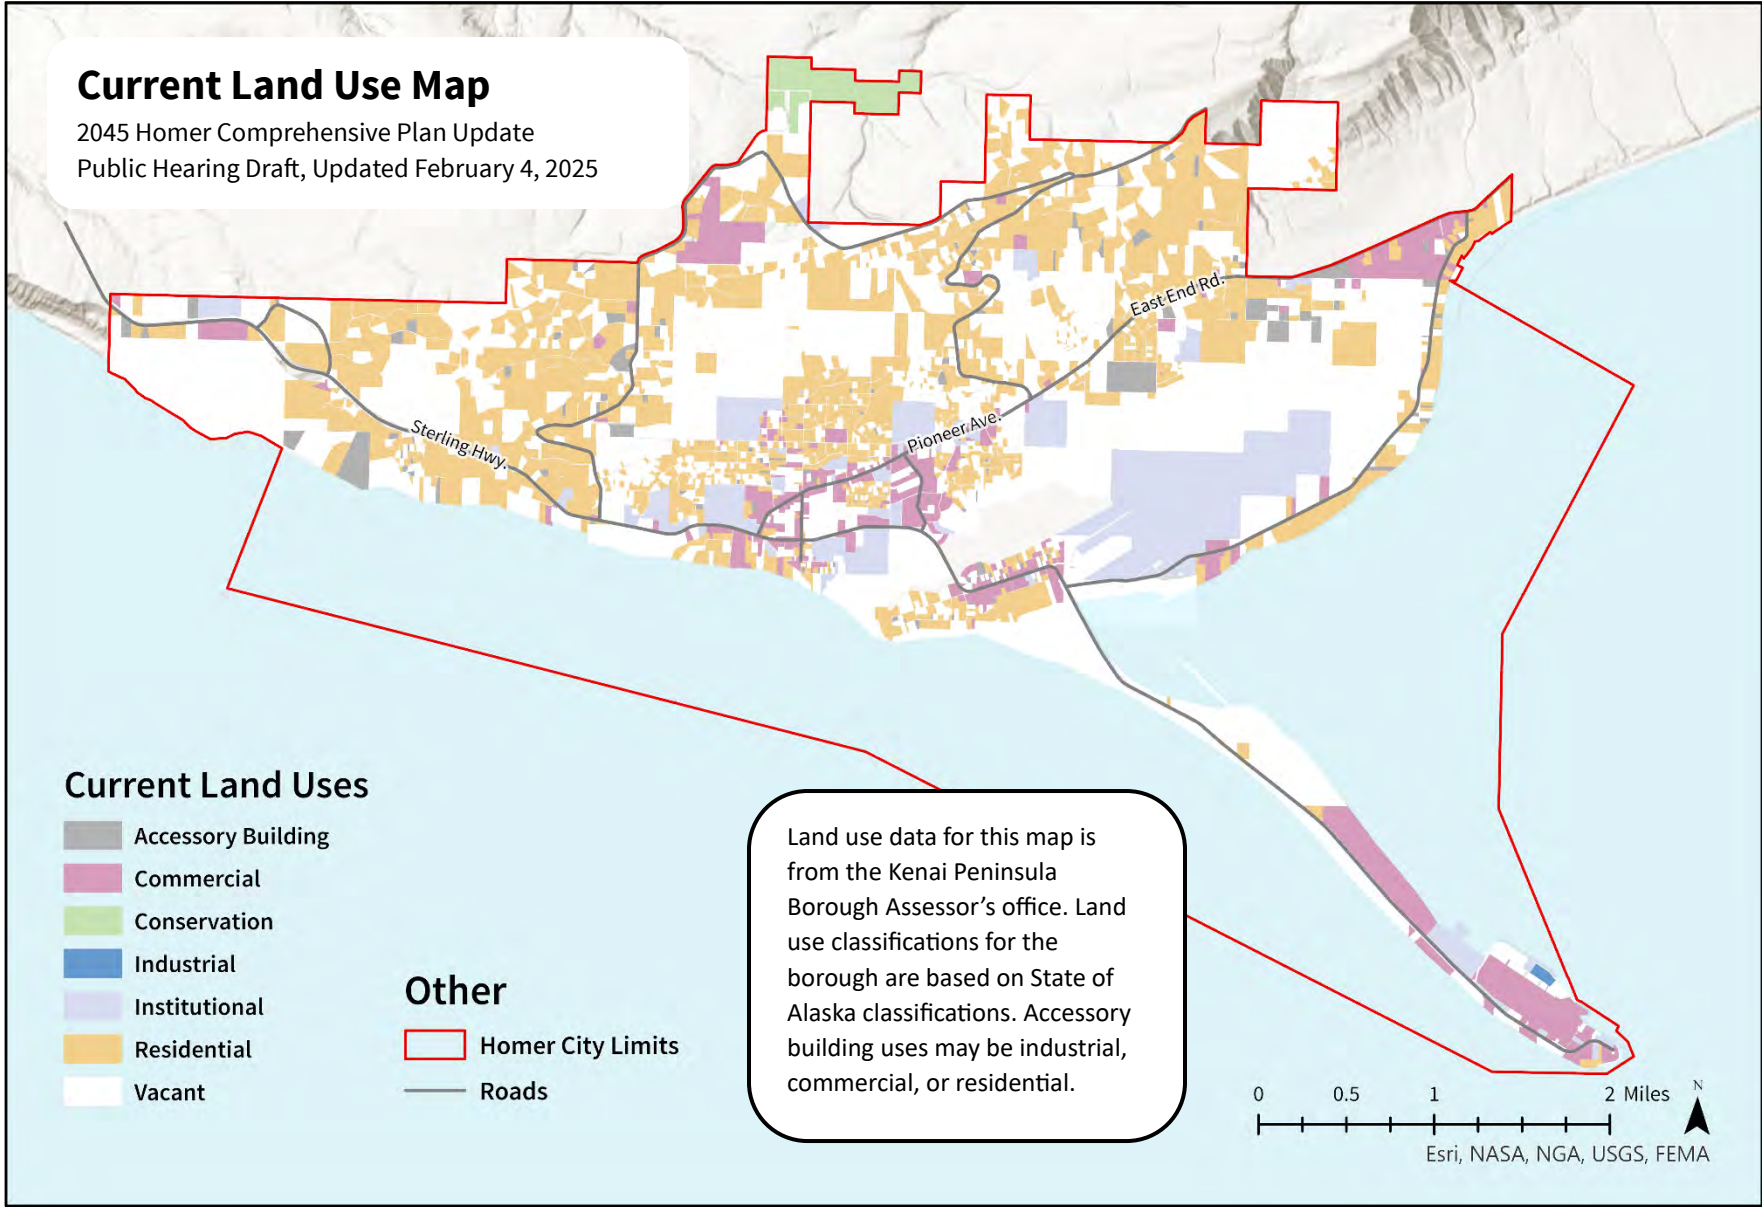 Current Land Use Map
2045 Homer Comprehensive Plan Update
Public Hearing Draft, Updated February 4, 2025
East End Rd.
Pioneer Ave.
Sterling Hwy.
Current Land Uses
Accessory Building
Commercial
Conservation
Industrial
Institutional
Residential
Vacant
Other
Homer City Limits
Roads
Land use data for this map is
from the Kenai Peninsula
Borough Assessor’s office. Land
use classifications for the
borough are based on State of
Alaska classifications. Accessory
building uses may be industrial,
commercial, or residential.
0 0.5 1 2 Miles
N
Esri, NASA, NGA, USGS, FEMA